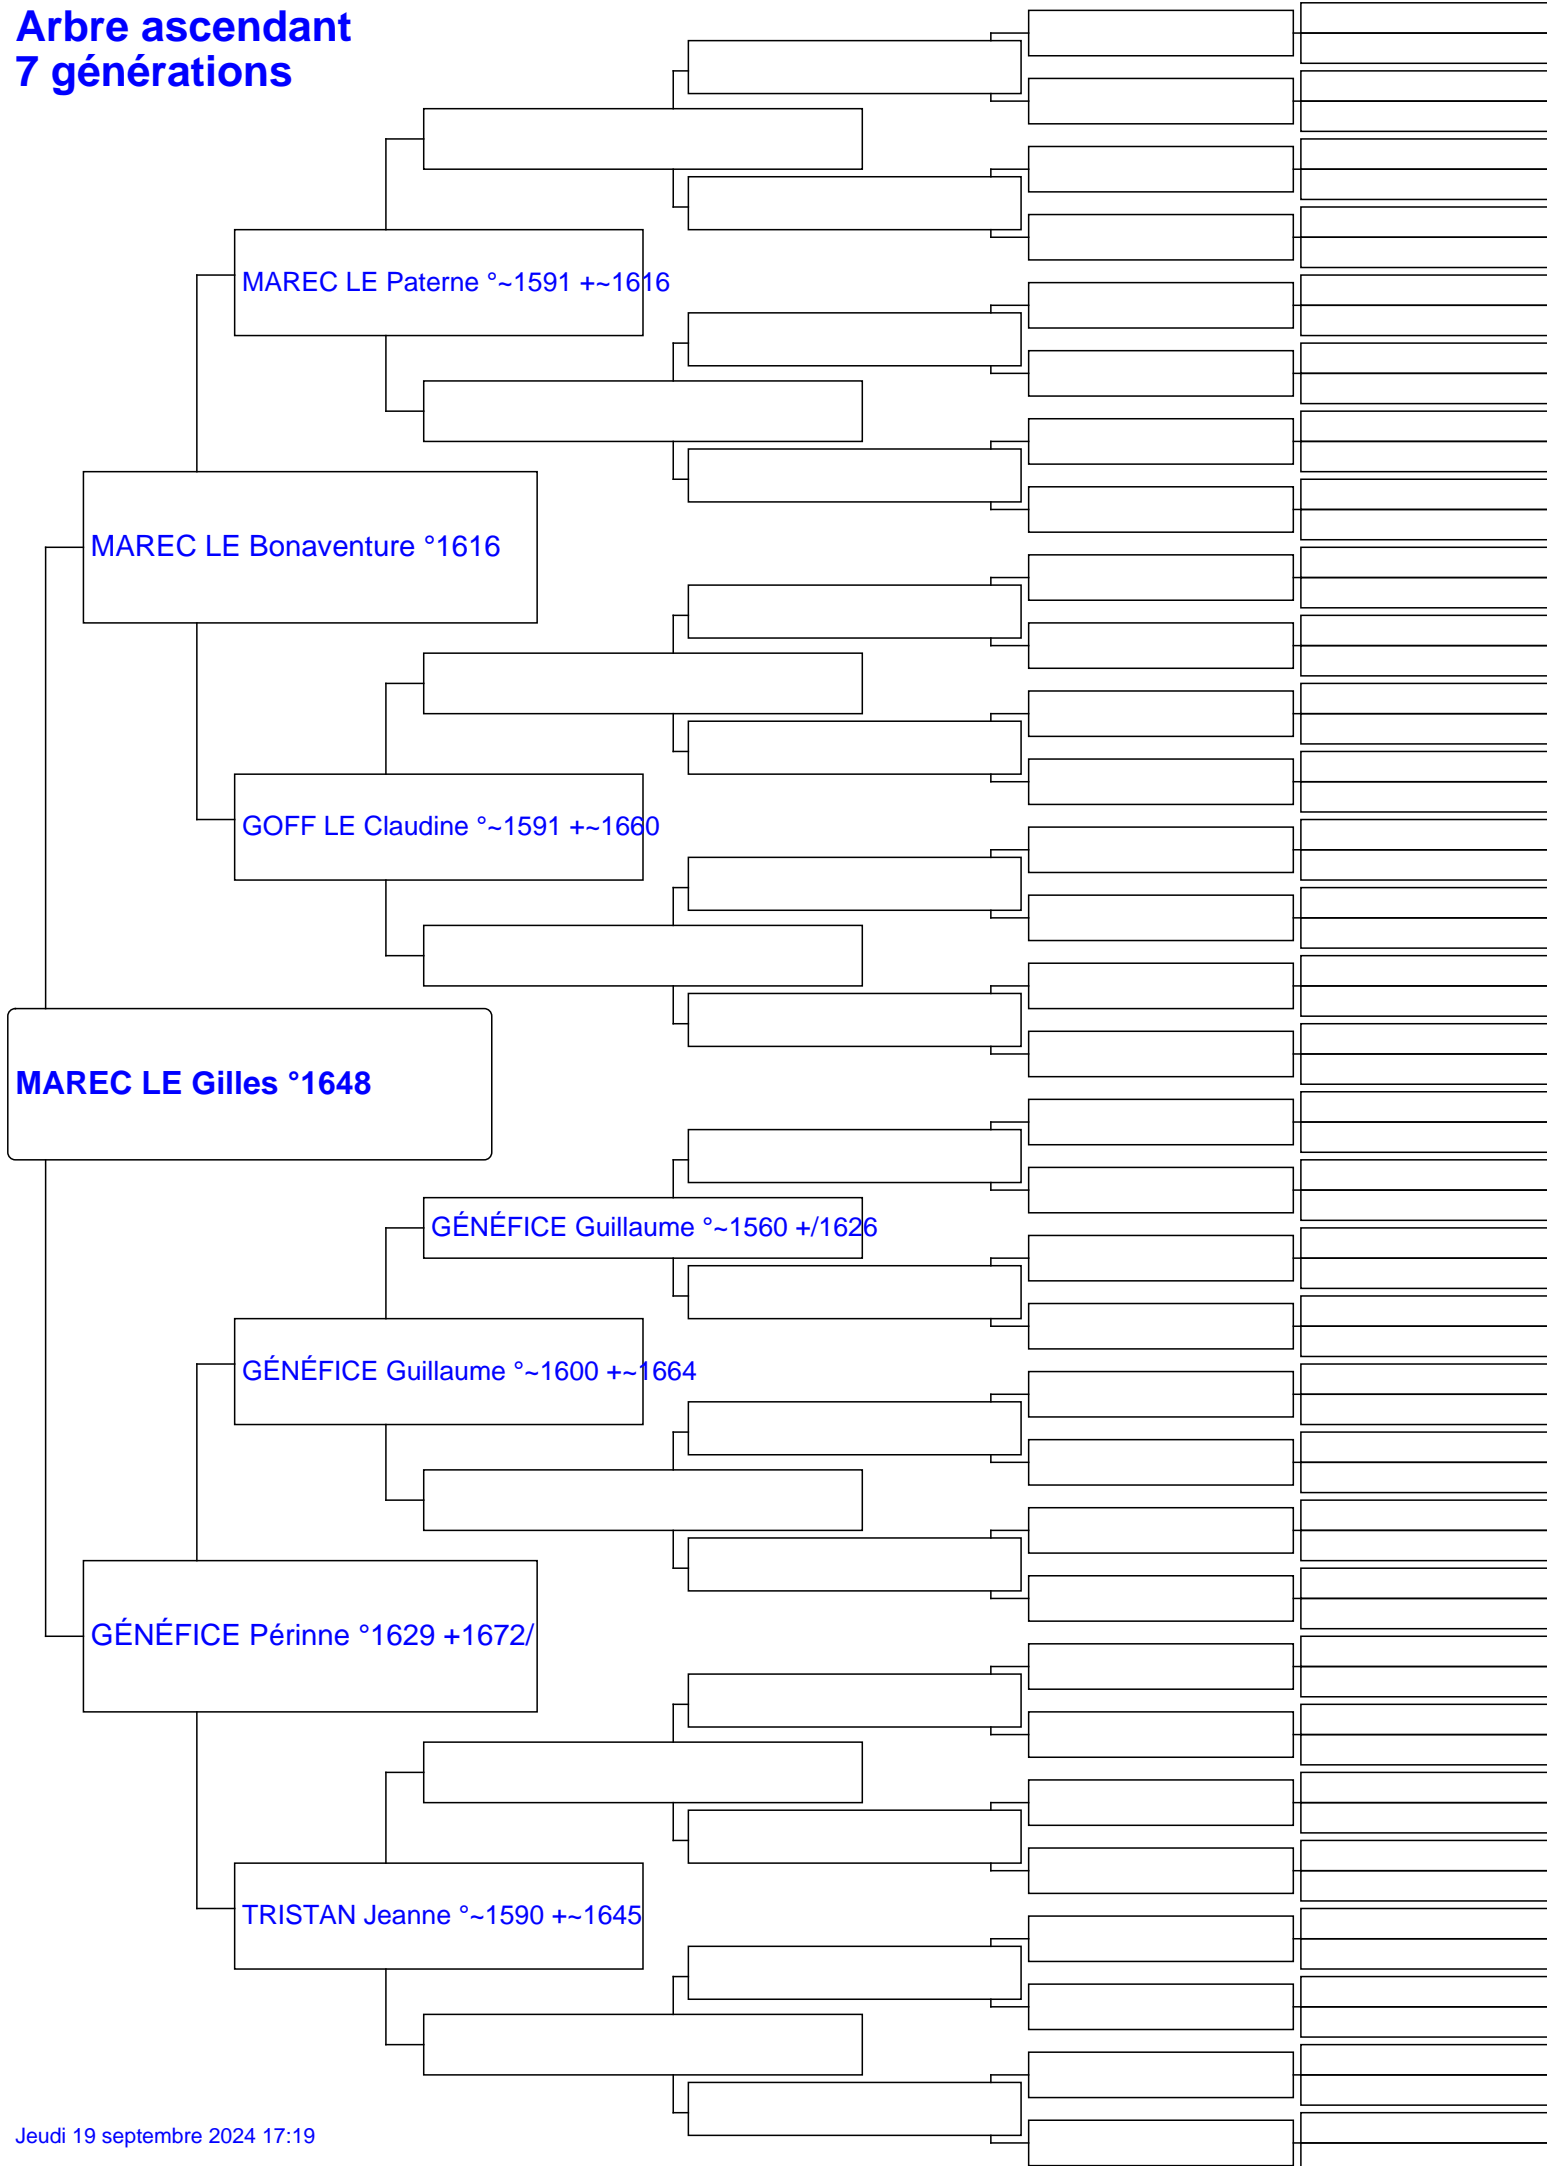 Arbre ascendant
7 générations
MAREC LE Paterne °~1591 +~1616
MAREC LE Bonaventure °1616
GOFF LE Claudine °~1591 +~1660
MAREC LE Gilles °1648
GÉNÉFICE Guillaume °~1560 +/1626
GÉNÉFICE Guillaume °~1600 +~1664
GÉNÉFICE Périnne °1629 +1672/
TRISTAN Jeanne °~1590 +~1645
Jeudi 19 septembre 2024 17:19